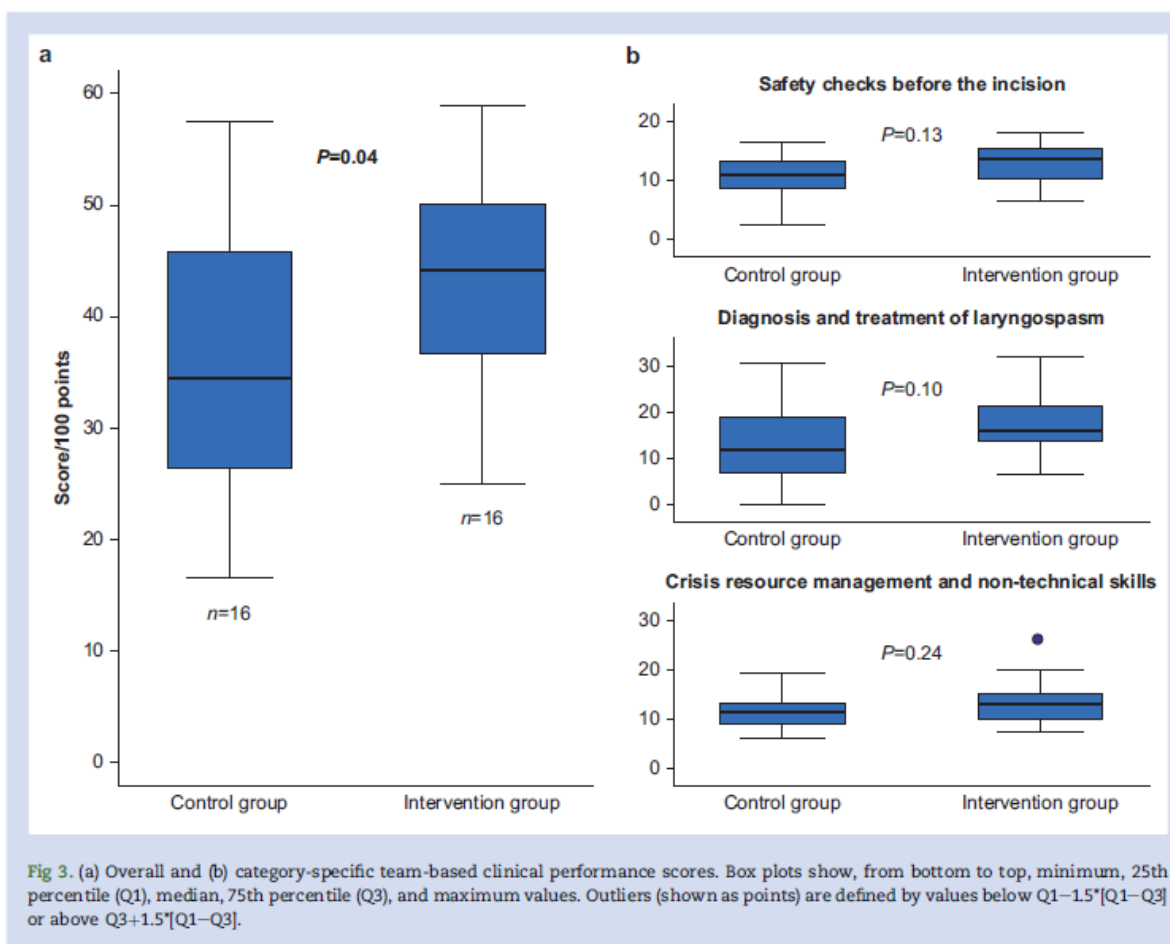 a
60
50
40
30
20
10
0
Score/100 points
P=0.04
n=16
n=16
Control group
Intervention group
b
Safety checks before the incision
20
10
0
P=0.13
Control group
Intervention group
Diagnosis and treatment of laryngospasm
30
20
10
0
P=0.10
Control group
Intervention group
Crisis resource management and non-technical skills
30
20
10
0
P=0.24
Control group
Intervention group
Fig 3. (a) Overall and (b) category-specific team-based clinical performance scores. Box plots show, from bottom to top, minimum, 25th
percentile (Q1), median, 75th percentile (Q3), and maximum values. Outliers (shown as points) are defined by values below Q1−1.5*[Q1−Q3]
or above Q3+1.5*[Q1−Q3].